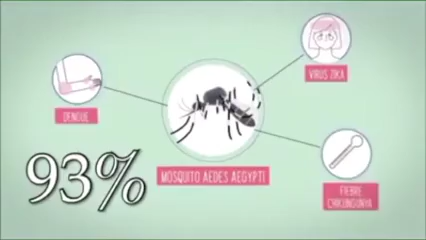 VIRUS ZIKA
DENGUE
93%
MOSQUITO AEDES AEGYPTI
FIEBRE
CHIKUNGUNYA